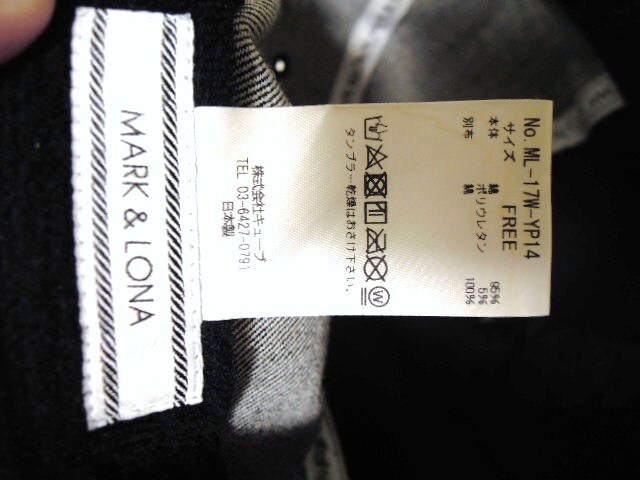 MARK & LONA
No. ML-17W-YP14
サイズ FREE
本体 綿 95%
ポリウレタン 5%
別布 綿 100%
タンブラー乾燥はおさけ下さい。
株式会社キューブ
TEL 03-6427-0791
日本製